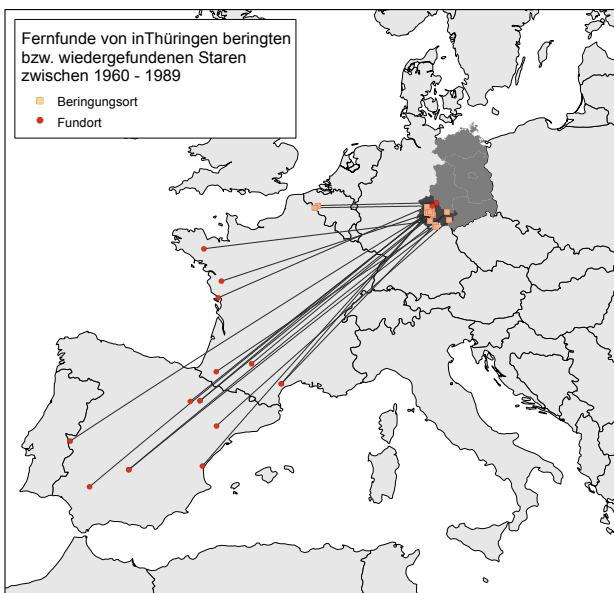 Fernfunde von inThüringen beringten
bzw. wiedergefundenen Staren
zwischen 1960 - 1989
Beringungsort
Fundort